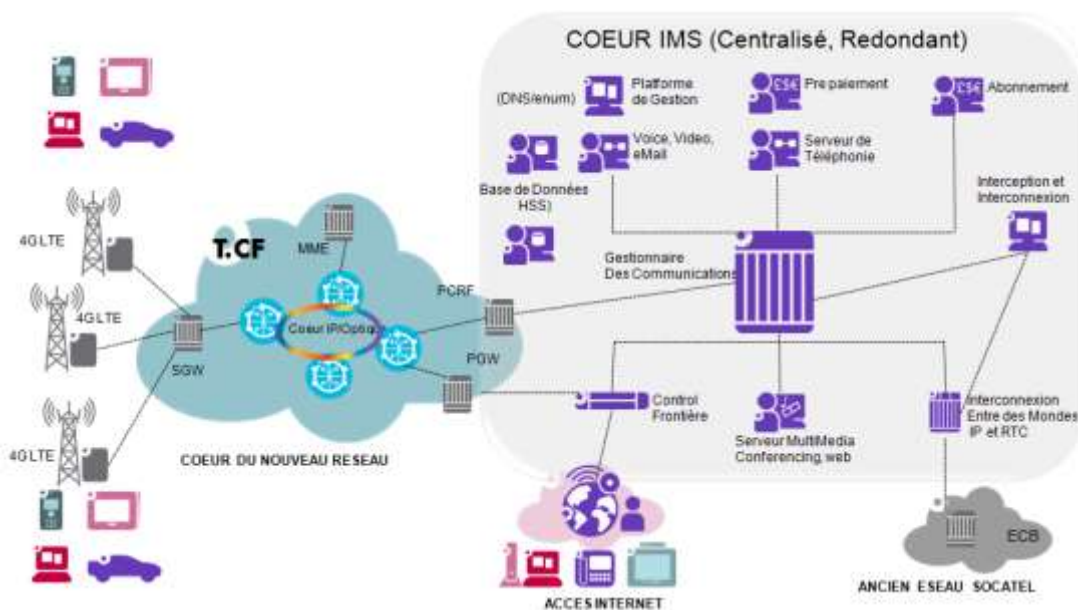 COEUR IMS (Centralisé, Redondant)
(DNS/enum)
Platforme
de Gestion
Pre paiement
£$€
Abonnement
£$€
Voice, Video,
eMail
Serveur de
Téléphonie
Base de Données
HSS)
Interception et
Interconnexion
4G LTE
T.CF
MME
Gestionnaire
Des Communications
4G LTE
PCRF
Coeur IP/Optique
SGW
PGW
4G LTE
COEUR DU NOUVEAU RESEAU
Control
Frontière
Serveur MultiMedia
Conferencing, web
Interconnexion
Entre des Mondes
IP et RTC
ECB
ACCES INTERNET
ANCIEN ESEAU SOCATEL